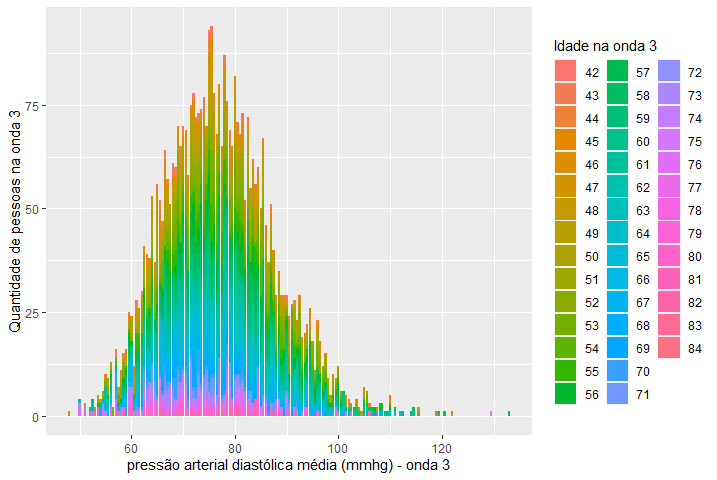 Idade na onda 3
42 57 72
43 58 73
44 59 74
45 60 75
46 61 76
47 62 77
48 63 78
49 64 79
50 65 80
51 66 81
52 67 82
53 68 83
54 69 84
55 70
56 71
Quantidade de pessoas na onda 3
75
50
25
0
60 80 100 120
pressão arterial diastólica média (mmhg) - onda 3